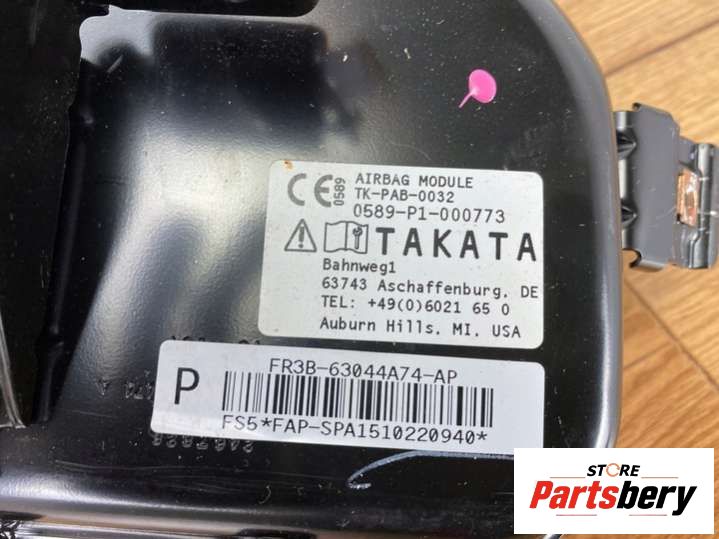 AIRBAG MODULE
CE 0589 TK-PAB-0032
0589-P1-000773
TAKATA
Bahnweg1
63743 Aschaffenburg, DE
TEL: +49(0)6021 65 0
Auburn Hills, MI, USA
FR3B-63044A74-AP
P
FS5*FAP-SPA1510220940*
STORE
Partsbery